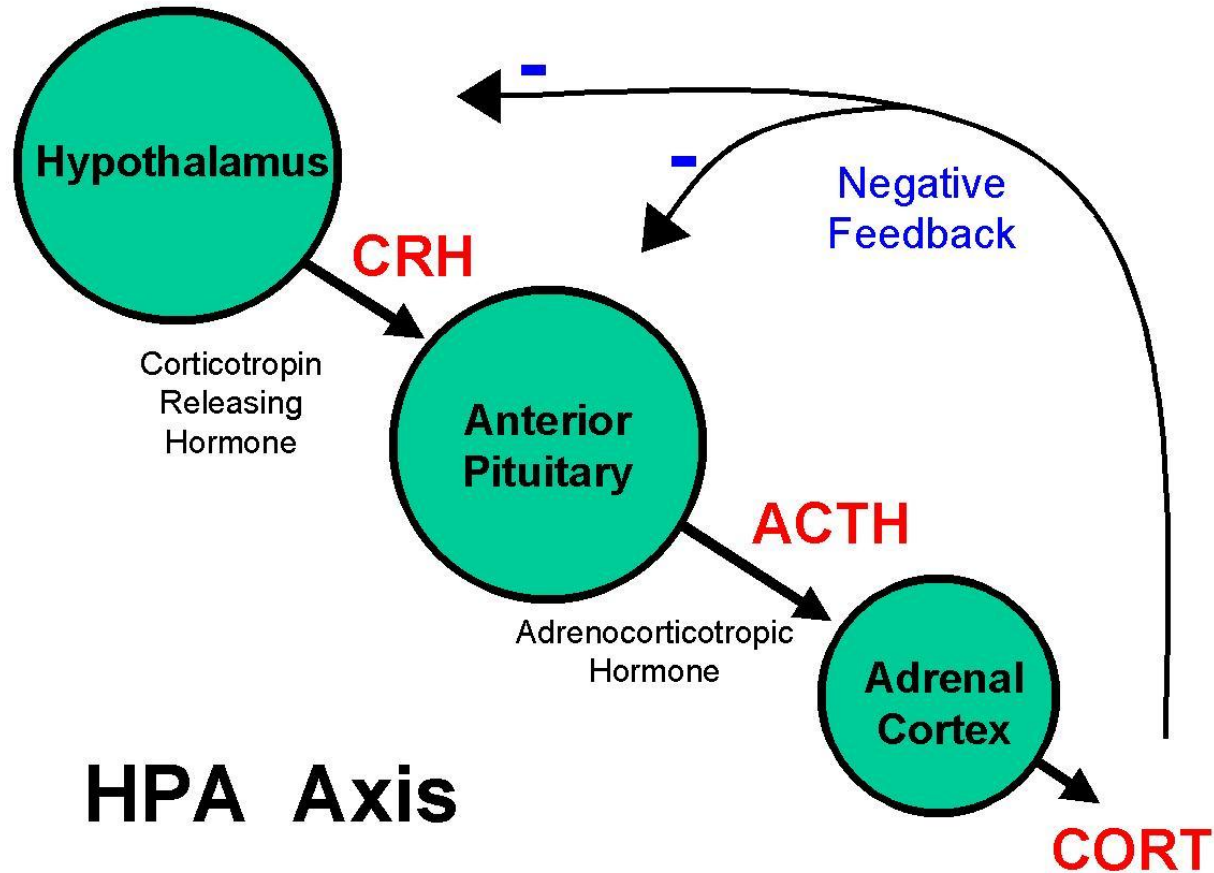 -
Hypothalamus
-
Negative
Feedback
CRH
Corticotropin
Releasing
Hormone
Anterior
Pituitary
ACTH
Adrenocorticotropic
Hormone
Adrenal
Cortex
HPA Axis
CORT